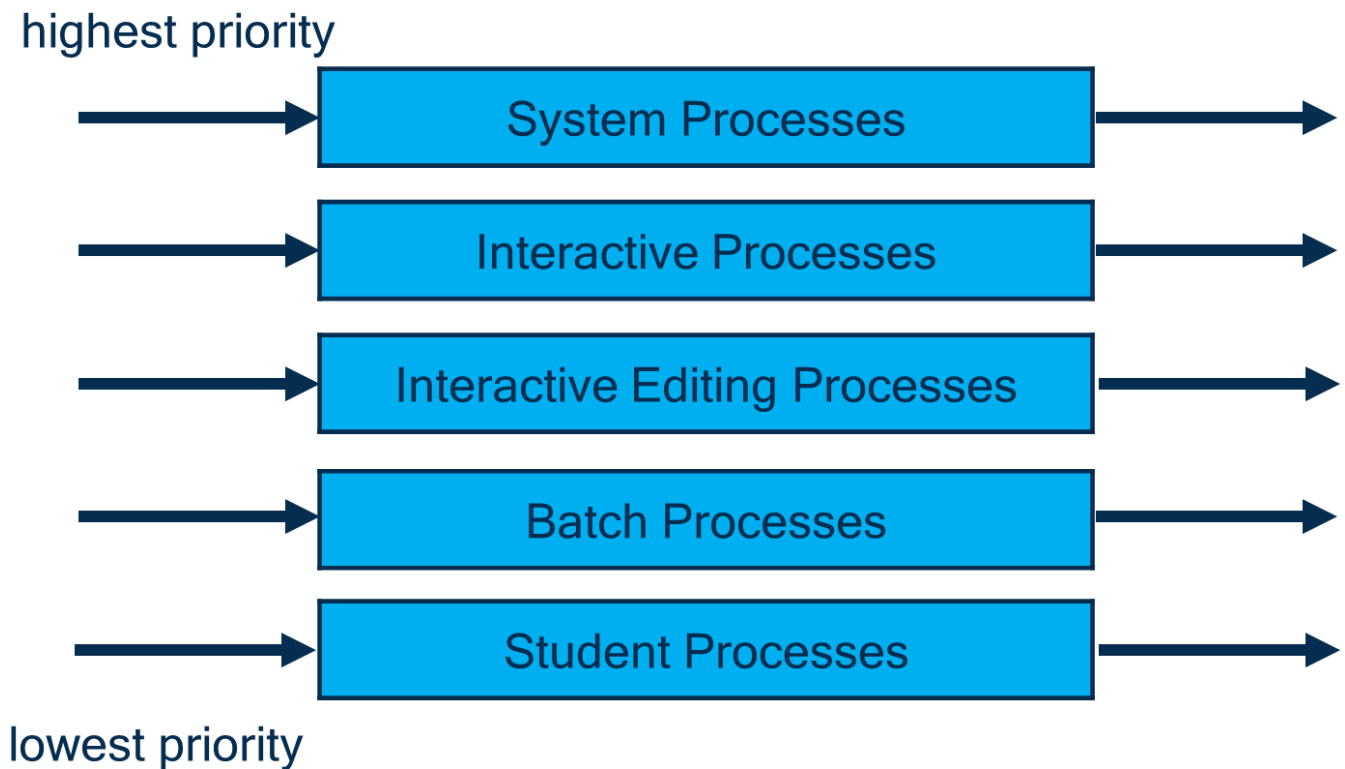 highest priority
System Processes
Interactive Processes
Interactive Editing Processes
Batch Processes
Student Processes
lowest priority